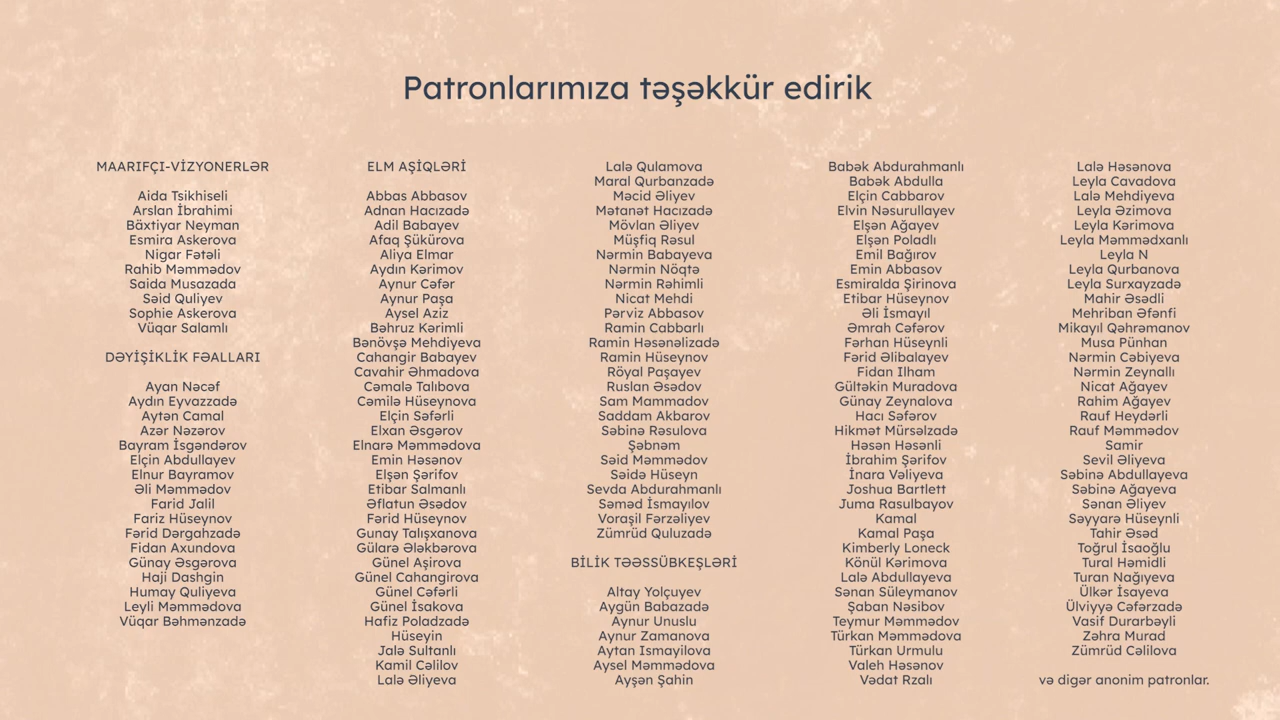 Patronlarımıza təşəkkür edirik
MAARIFÇI-VİZYONERLƏR
Aida Tsikhiseli
Arslan İbrahimi
Bäxtiyar Neyman
Esmira Askerova
Nigar Fətəli
Rahib Məmmədov
Saida Musazada
Səid Quliyev
Sophie Askerova
Vüqar Salamlı
DƏYİŞİKLİK FƏALLARI
Ayan Nəcəf
Aydın Eyvazzadə
Aytən Camal
Azər Nəzərov
Bayram İsgəndərov
Elçin Abdullayev
Elnur Bayramov
Əli Məmmədov
Farid Jalil
Fariz Hüseynov
Fərid Dərgahzadə
Fidan Axundova
Günay Əsgərova
Haji Dashgin
Humay Quliyeva
Leyli Məmmədova
Vüqar Bəhmənzadə
ELM AŞİQLƏRİ
Abbas Abbasov
Adnan Hacızadə
Adil Babayev
Afaq Şükürova
Aliya Elmar
Aydın Kərimov
Aynur Cəfər
Aynur Paşa
Aysel Aziz
Bəhruz Kərimli
Bənövşə Mehdiyeva
Cahangir Babayev
Cavahir Əhmadova
Cəmalə Talıbova
Cəmilə Hüseynova
Elçin Səfərli
Elxan Əsgərov
Elnarə Məmmədova
Emin Həsənov
Elşən Şərifov
Etibar Salmanlı
Əflatun Əsədov
Fərid Hüseynov
Gunay Talışxanova
Gülarə Ələkbərova
Günel Aşirova
Günel Cahangirova
Günel Cəfərli
Günel İsakova
Hafiz Poladzadə
Hüseyin
Jalə Sultanlı
Kamil Cəlilov
Lalə Əliyeva
Lalə Qulamova
Maral Qurbanzadə
Məcid Əliyev
Mətanət Hacızadə
Mövlan Əliyev
Müşfiq Rəsul
Nərmin Babayeva
Nərmin Nöqtə
Nərmin Rəhimli
Nicat Mehdi
Pərviz Abbasov
Ramin Cabbarlı
Ramin Həsənəlizadə
Ramin Hüseynov
Röyal Paşayev
Ruslan Əsədov
Sam Mammadov
Saddam Akbarov
Səbinə Rəsulova
Şəbnəm
Səid Məmmədov
Səidə Hüseyn
Sevda Abdurahmanlı
Səməd İsmayılov
Voraşil Fərzəliyev
Zümrüd Quluzadə
BİLİK TƏƏSSÜBKEŞLƏRİ
Altay Yolçuyev
Aygün Babazadə
Aynur Unuslu
Aynur Zamanova
Aytan Ismayilova
Aysel Məmmədova
Ayşən Şahin
Babək Abdurahmanlı
Babək Abdulla
Elçin Cabbarov
Elvin Nəsurullayev
Elşən Ağayev
Elşən Poladlı
Emil Bağırov
Emin Abbasov
Esmiralda Şirinova
Etibar Hüseynov
Əli İsmayıl
Əmrah Cəfərov
Fərhan Hüseynli
Fərid Əlibalayev
Fidan Ilham
Gültəkin Muradova
Günay Zeynalova
Hacı Səfərov
Hikmət Mürsəlzadə
Həsən Həsənli
İbrahim Şərifov
İnara Vəliyeva
Joshua Bartlett
Juma Rasulbayov
Kamal
Kamal Paşa
Kimberly Loneck
Könül Kərimova
Lalə Abdullayeva
Sənan Süleymanov
Şaban Nəsibov
Teymur Məmmədov
Türkan Məmmədova
Türkan Urmulu
Valeh Həsənov
Vədat Rzalı
Lalə Həsənova
Leyla Cavadova
Lalə Mehdiyeva
Leyla Əzimova
Leyla Kərimova
Leyla Məmmədxanlı
Leyla N
Leyla Qurbanova
Leyla Surxayzadə
Mahir Əsədli
Mehriban Əfənfi
Mikayıl Qəhrəmanov
Musa Pünhan
Nərmin Cəbiyeva
Nərmin Zeynallı
Nicat Ağayev
Rahim Ağayev
Rauf Heydərli
Rauf Məmmədov
Samir
Sevil Əliyeva
Səbinə Abdullayeva
Səbinə Ağayeva
Sənan Əliyev
Səyyarə Hüseynli
Tahir Əsəd
Toğrul İsaoğlu
Tural Həmidli
Turan Nağıyeva
Ülkər İsayeva
Ülviyyə Cəfərzadə
Vasif Durarbəyli
Zəhra Murad
Zümrüd Cəlilova
və digər anonim patronlar.